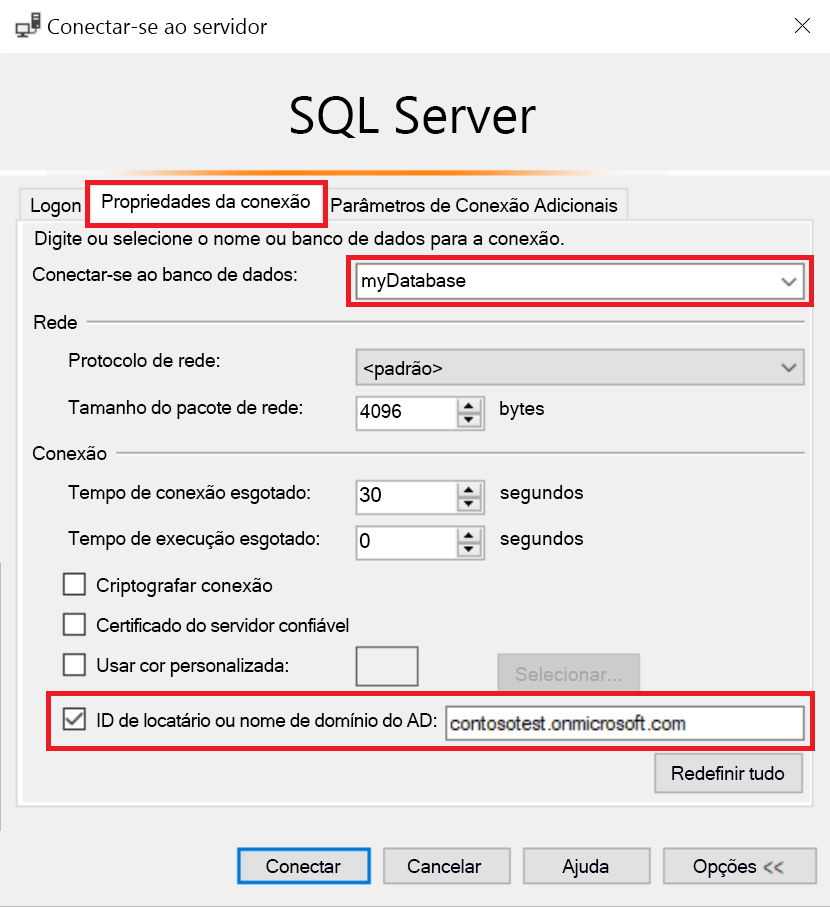 Conectar-se ao servidor
SQL Server
Logon Propriedades da conexão Parâmetros de Conexão Adicionais
Digite ou selecione o nome ou banco de dados para a conexão.
Conectar-se ao banco de dados: myDatabase
Rede
Protocolo de rede: <padrão>
Tamanho do pacote de rede: 4096 bytes
Conexão
Tempo de conexão esgotado: 30 segundos
Tempo de execução esgotado: 0 segundos
Criptografar conexão
Certificado do servidor confiável
Usar cor personalizada: Selecionar...
ID de locatário ou nome de domínio do AD: contosotest.onmicrosoft.com
Redefinir tudo
Conectar Cancelar Ajuda Opções <<